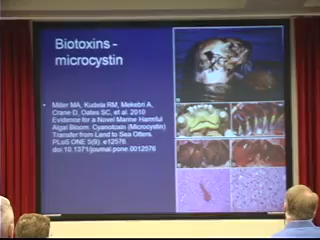 Biotoxins -
microcystin
• Miller MA, Kudela RM, Mekebri A,
Crane D, Oates SC, et al. 2010
Evidence for a Novel Marine Harmful
Algal Bloom: Cyanotoxin (Microcystin)
Transfer from Land to Sea Otters.
PLoS ONE 5(9): e12576.
doi:10.1371/journal.pone.0012576